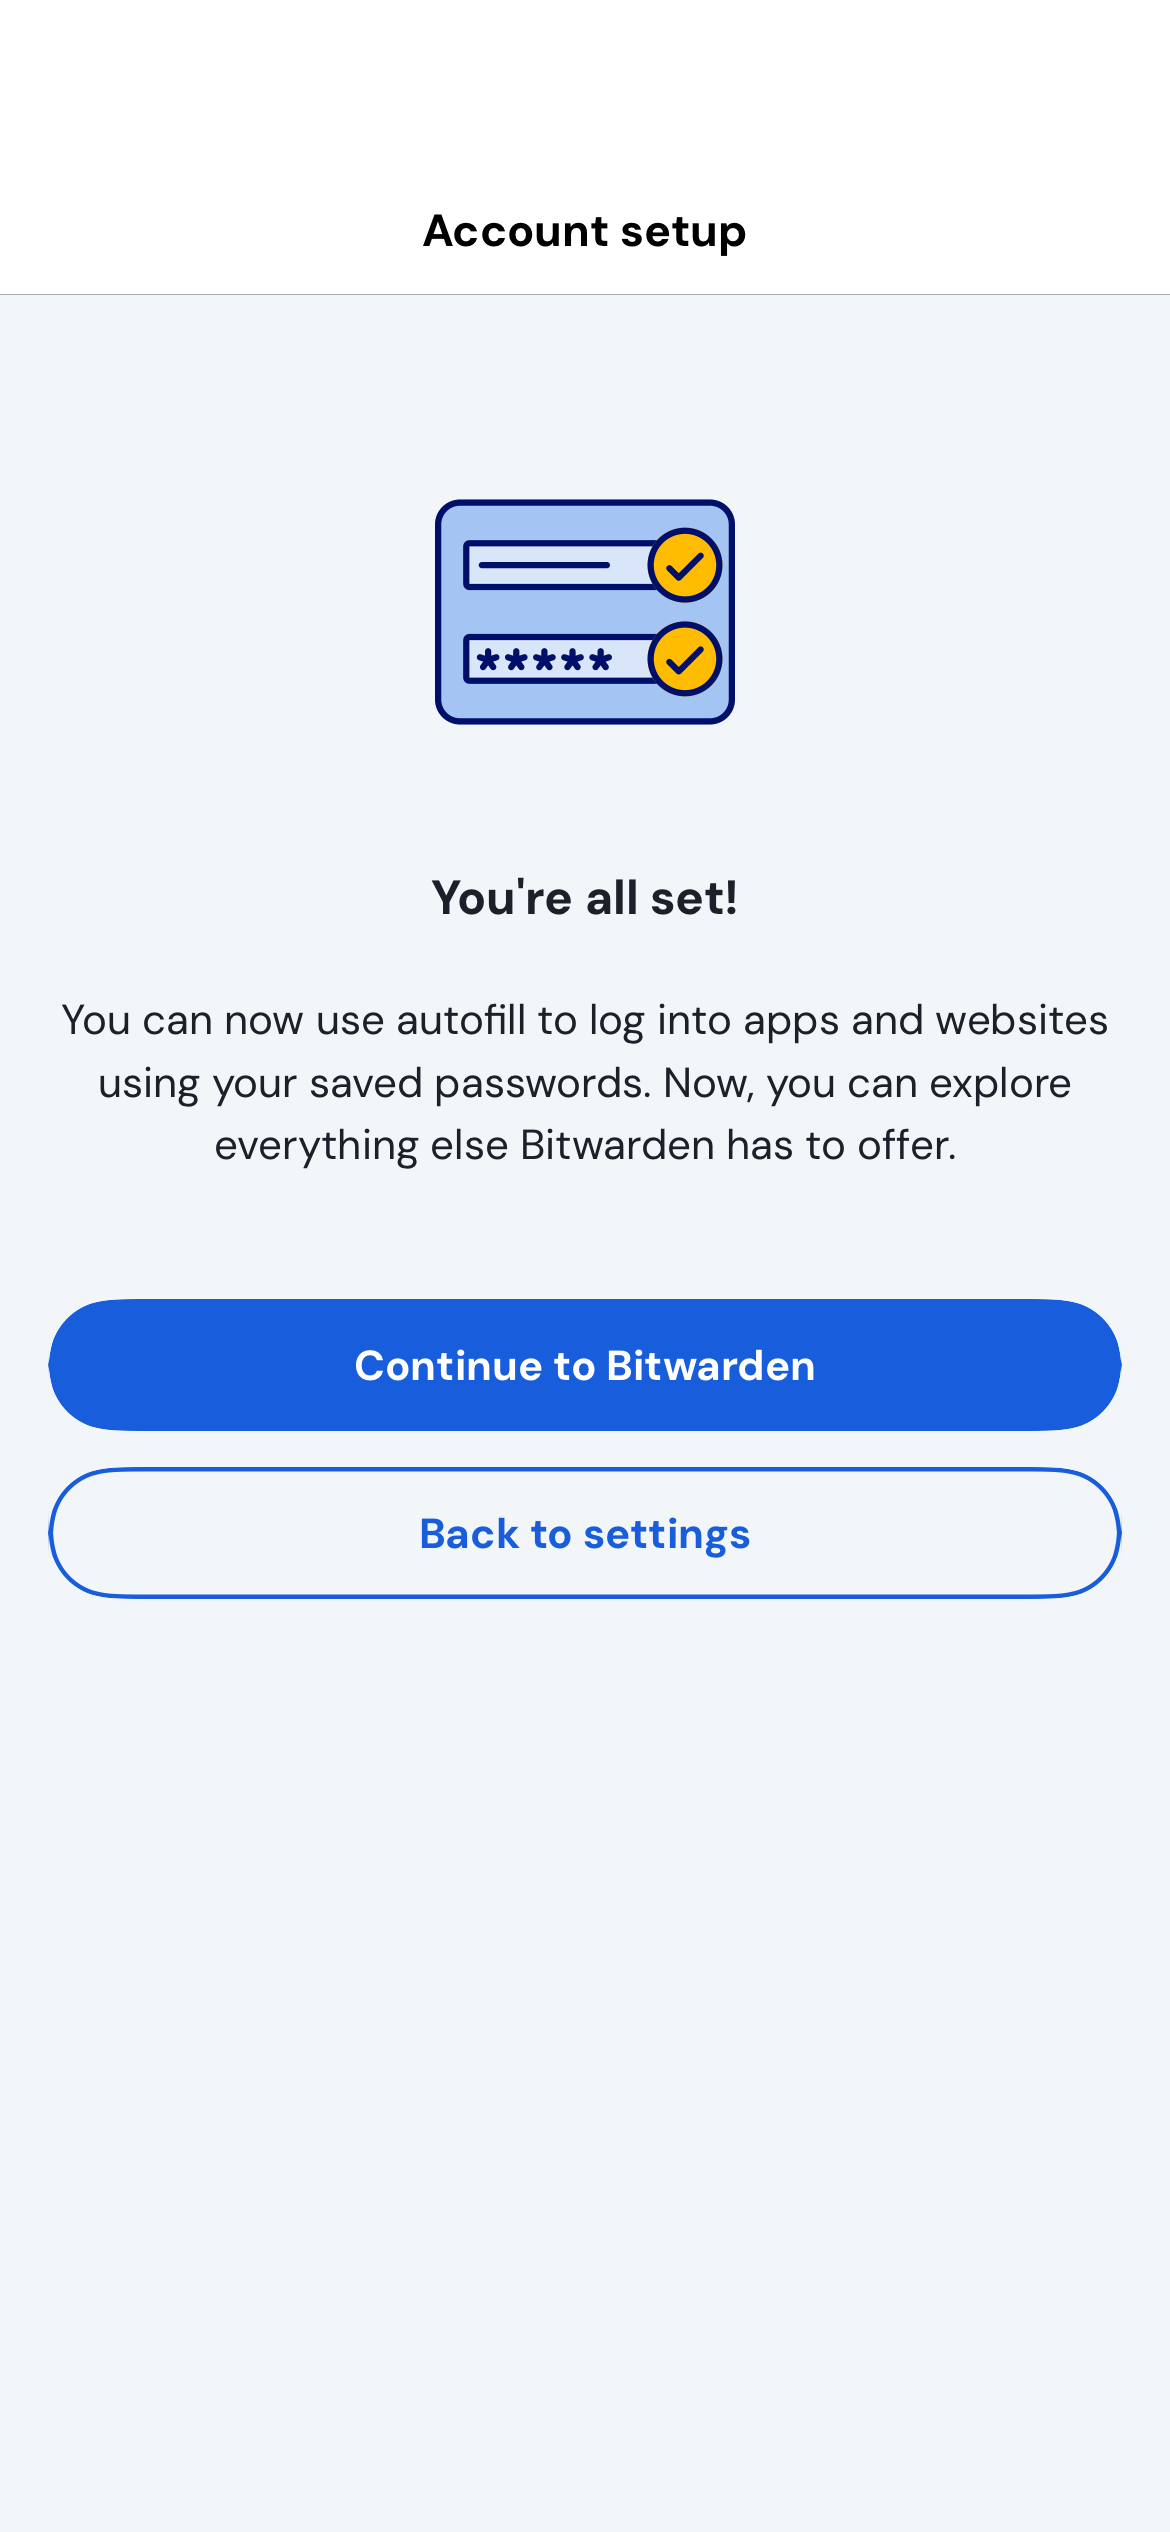 Account setup
*****
You're all set!
You can now use autofill to log into apps and websites
using your saved passwords. Now, you can explore
everything else Bitwarden has to offer.
Continue to Bitwarden
Back to settings